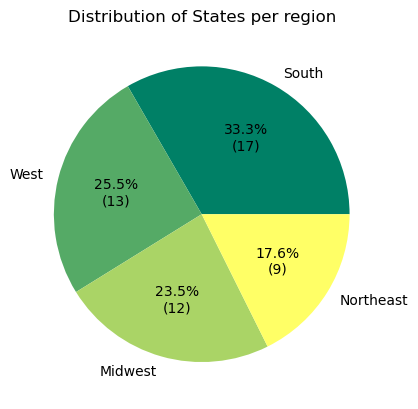 Distribution of States per region
South
33.3%
(17)
West
25.5%
(13)
23.5%
(12)
Midwest
17.6%
(9)
Northeast